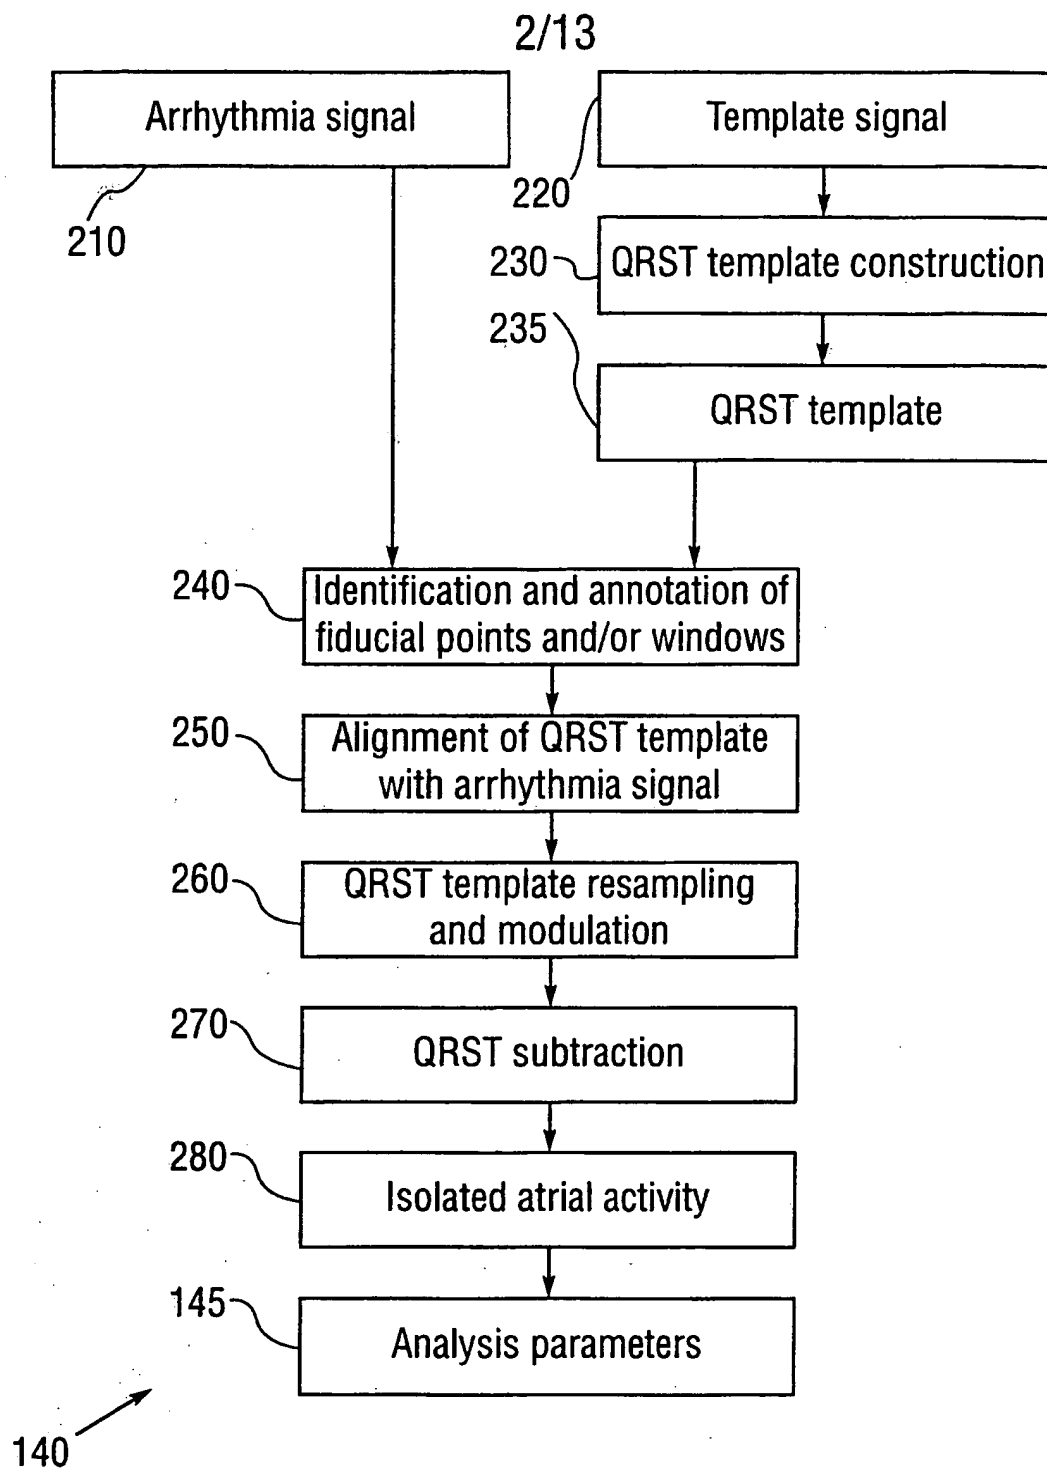 2/13
Arrhythmia signal
210
Template signal
220
230
QRST template construction
235
QRST template
240
Identification and annotation of
fiducial points and/or windows
250
Alignment of QRST template
with arrhythmia signal
260
QRST template resampling
and modulation
270
QRST subtraction
280
Isolated atrial activity
145
Analysis parameters
140